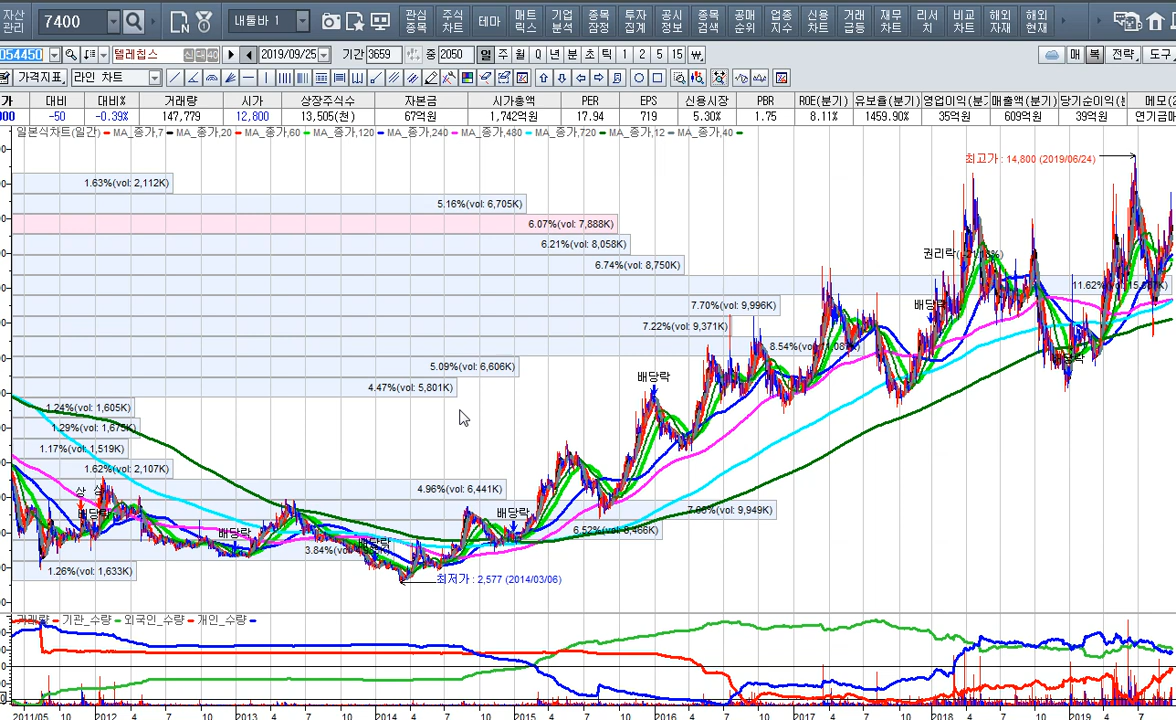 자산 관리 7400 내툴바 1 관심 종목 주식 차트 테마 매트 릭스 기업 분석 종목 잠정 투자 집계 공시 정보 종목 검색 공매 순위 업종 지수 신용 차트 거래 급등 재무 차트 리서 치 비교 차트 해외 자재 해외 현재
054450 텔레칩스 신 40 2019/09/25 기간 3659 중 2050 일 주 월 Q 년 분 초 틱 1 2 5 15 ₩ 매 복 전략 도구
가격지표 라인 차트
가 대비 대비% 거래량 시가 상장주식수 자본금 시가총액 PER EPS 신용시장 PBR ROE(분기) 유보율(분기) 영업이익(분기 매출액(분기) 당기순이익(분 메모
-50 -0.39% 147,779 12,800 13,505(천) 67억원 1,742억원 17.94 719 5.30% 1.75 8.11% 1459.90% 35억원 609억원 39억원 연기금매
일본식차트(일간) MA_종가,7 MA_종가,20 MA_종가,60 MA_종가,120 MA_종가,240 MA_종가,480 MA_종가,720 MA_종가,12 MA_종가,40
최고가 : 14,800 (2019/06/24)
1.63%(vol: 2,112K)
5.16%(vol: 6,705K)
6.07%(vol: 7,888K)
6.21%(vol: 8,058K)
권리락
6.74%(vol: 8,750K)
배당락
7.70%(vol: 9,996K)
7.22%(vol: 9,371K)
배당락
5.09%(vol: 6,606K)
배당락
4.47%(vol: 5,801K)
1.24%(vol: 1,605K)
1.29%(vol: 1,675K)
1.17%(vol: 1,519K)
1.62%(vol: 2,107K)
상
4.96%(vol: 6,441K)
배당락 배당락 7.66%(vol: 9,949K)
배당락 6.52%(vol: 8,466K)
배당락
1.26%(vol: 1,633K)
최저가 : 2,577 (2014/03/06)
거래량 기관_수량 외국인_수량 개인_수량
2011/05 10 2012 4 7 10 2013 4 7 10 2014 4 7 10 2015 4 7 10 2016 4 7 10 2017 4 7 10 2018 4 7 10 2019 4 7